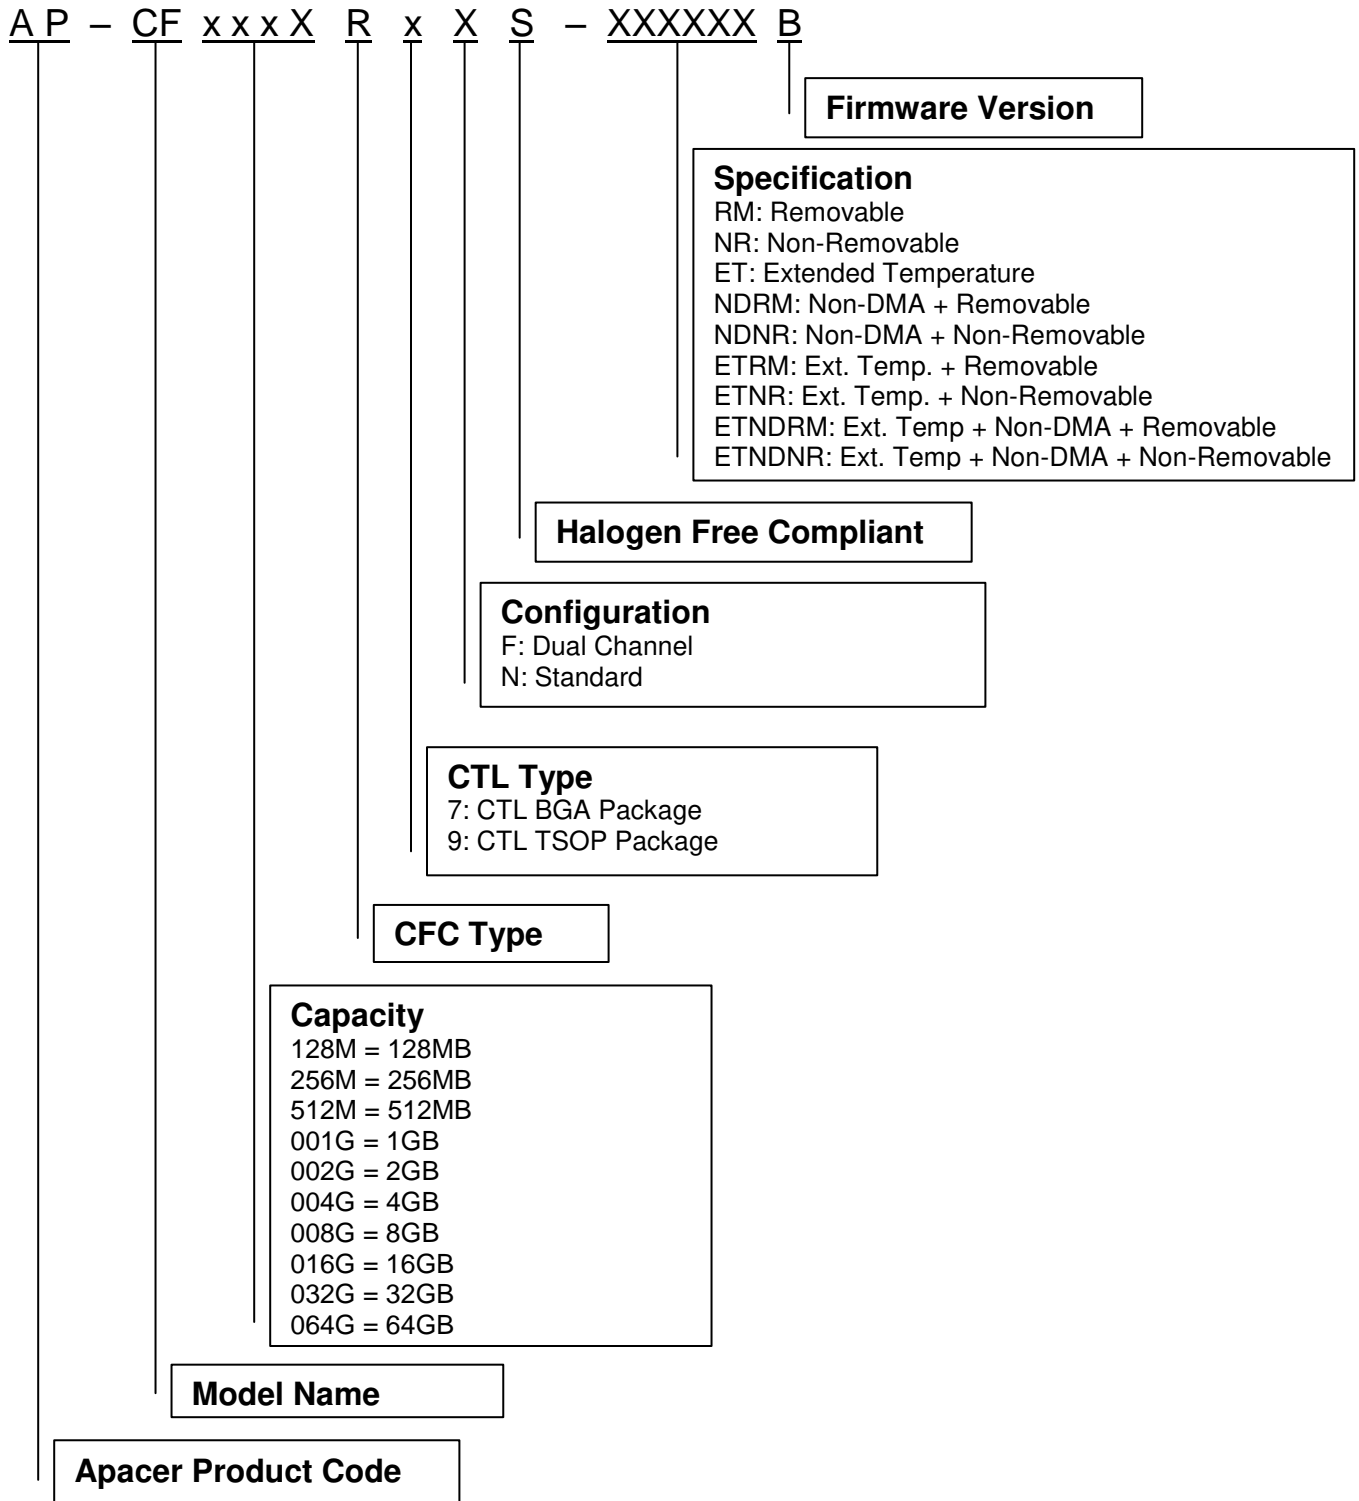 AP – CF xxxX R x X S – XXXXXX B
Firmware Version
Specification
RM: Removable
NR: Non-Removable
ET: Extended Temperature
NDRM: Non-DMA + Removable
NDNR: Non-DMA + Non-Removable
ETRM: Ext. Temp. + Removable
ETNR: Ext. Temp. + Non-Removable
ETNDRM: Ext. Temp + Non-DMA + Removable
ETNDNR: Ext. Temp + Non-DMA + Non-Removable
Halogen Free Compliant
Configuration
F: Dual Channel
N: Standard
CTL Type
7: CTL BGA Package
9: CTL TSOP Package
CFC Type
Capacity
128M = 128MB
256M = 256MB
512M = 512MB
001G = 1GB
002G = 2GB
004G = 4GB
008G = 8GB
016G = 16GB
032G = 32GB
064G = 64GB
Model Name
Apacer Product Code